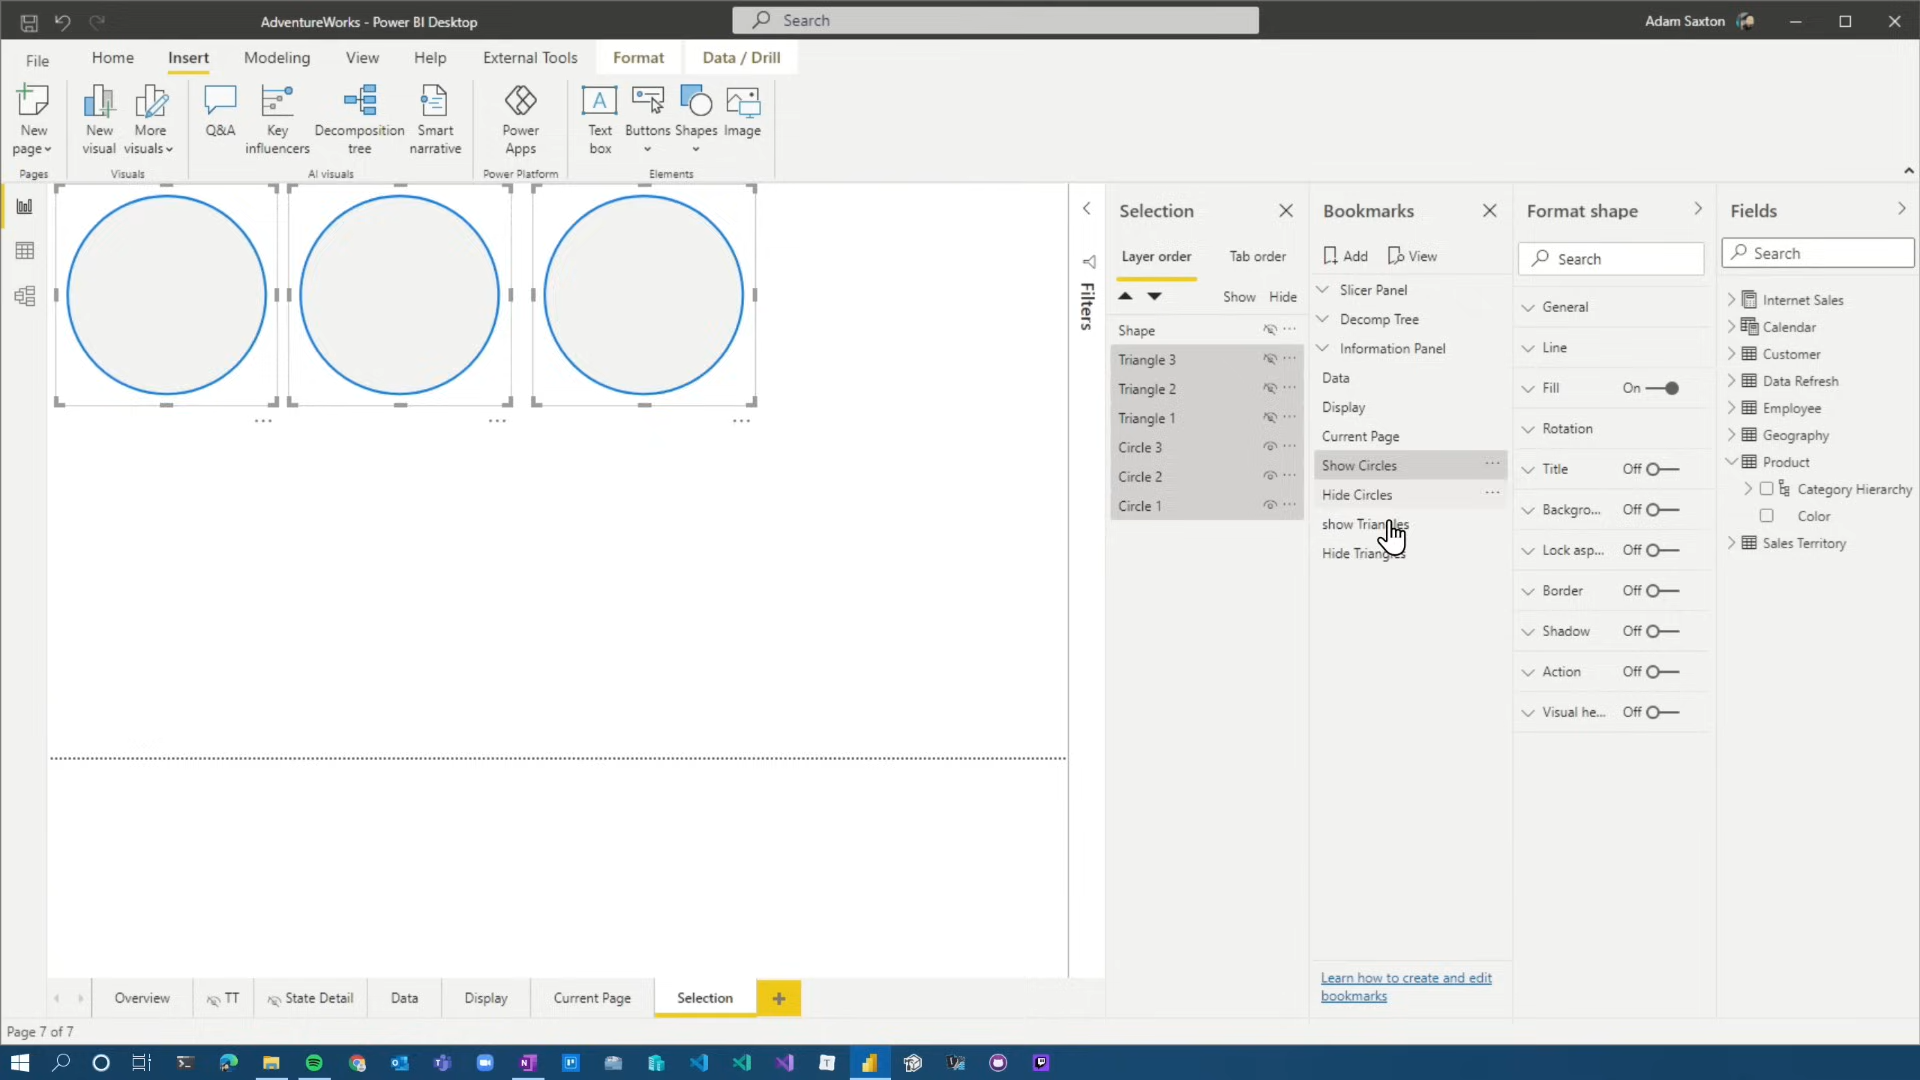 AdventureWorks - Power BI Desktop
Search
Adam Saxton
File
Home
Insert
Modeling
View
Help
External Tools
Format
Data / Drill
New page
New visual
More visuals
Q&A
Key influencers
Decomposition tree
Smart narrative
Power Apps
Text box
Buttons
Shapes
Image
Pages
Visuals
AI visuals
Power Platform
Elements
Filters
Selection
Layer order
Tab order
Show
Hide
Shape
Triangle 3
Triangle 2
Triangle 1
Circle 3
Circle 2
Circle 1
Bookmarks
Add
View
Slicer Panel
Decomp Tree
Information Panel
Data
Display
Current Page
Show Circles
Hide Circles
show Triangles
Hide Triangles
Learn how to create and edit
bookmarks
Format shape
Search
General
Line
Fill On
Rotation
Title Off
Backgro... Off
Lock asp... Off
Border Off
Shadow Off
Action Off
Visual he... Off
Fields
Search
Internet Sales
Calendar
Customer
Data Refresh
Employee
Geography
Product
Category Hierarchy
Color
Sales Territory
Overview
TT
State Detail
Data
Display
Current Page
Selection
Page 7 of 7